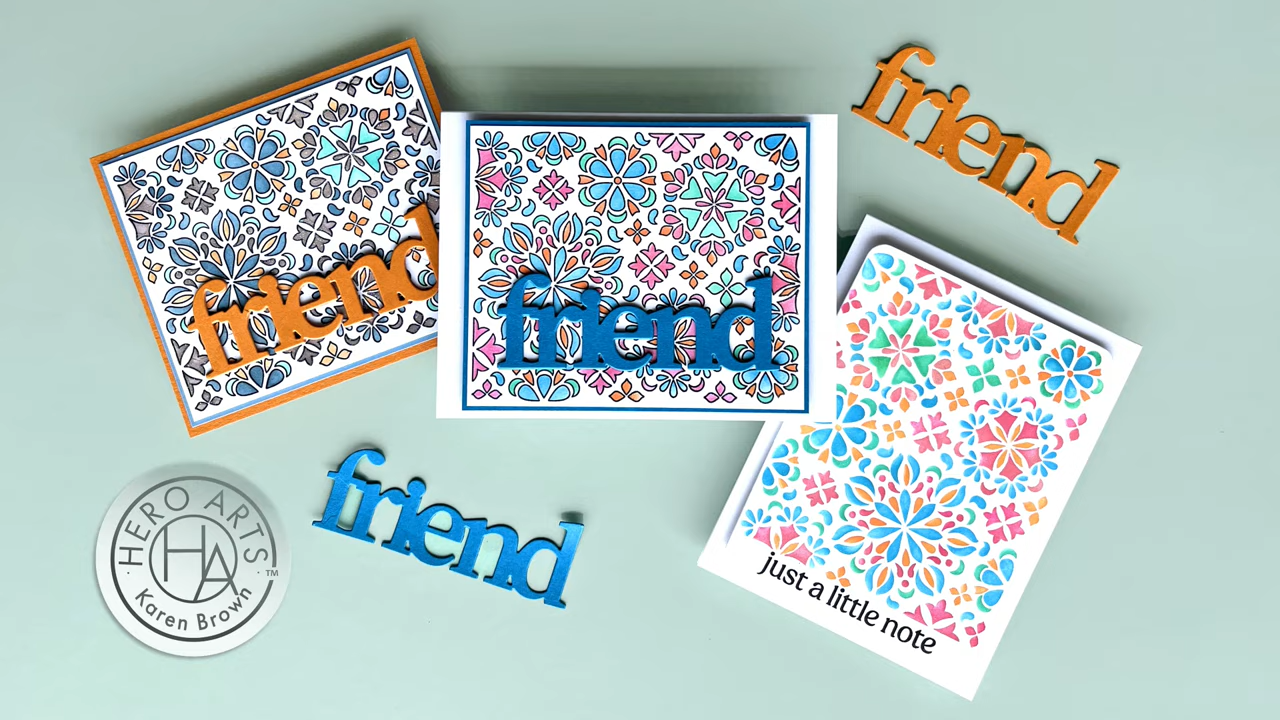 friend
friend
friend
friend
just a little note
HERO ARTS
HA
™
Karen Brown